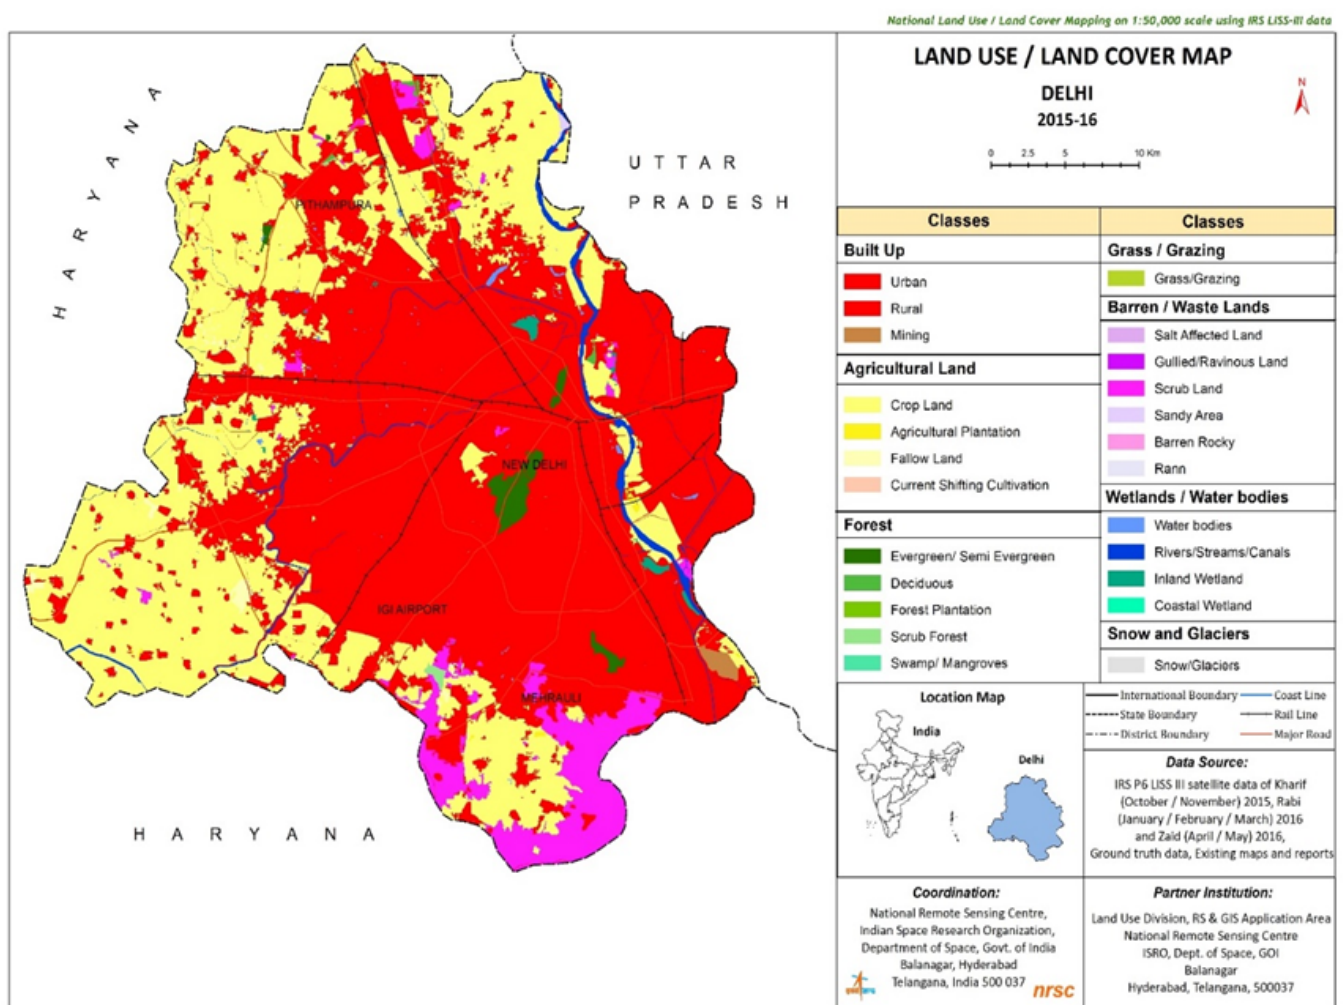 National Land Use / Land Cover Mapping on 1:50,000 scale using IRS LISS-III data
LAND USE / LAND COVER MAP
DELHI
2015-16
N
0 2.5 5 10 Km
HARYANA
UTTAR
PRADESH
PITHAMPURA
NEW DELHI
IGI AIRPORT
MEHRAULI
HARYANA
Classes
Built Up
Urban
Rural
Mining
Agricultural Land
Crop Land
Agricultural Plantation
Fallow Land
Current Shifting Cultivation
Forest
Evergreen/ Semi Evergreen
Deciduous
Forest Plantation
Scrub Forest
Swamp/ Mangroves
Classes
Grass / Grazing
Grass/Grazing
Barren / Waste Lands
Salt Affected Land
Gullied/Ravinous Land
Scrub Land
Sandy Area
Barren Rocky
Rann
Wetlands / Water bodies
Water bodies
Rivers/Streams/Canals
Inland Wetland
Coastal Wetland
Snow and Glaciers
Snow/Glaciers
Location Map
India
Delhi
International Boundary
Coast Line
State Boundary
Rail Line
District Boundary
Major Road
Data Source:
IRS P6 LISS III satellite data of Kharif
(October / November) 2015, Rabi
(January / February / March) 2016
and Zaid (April / May) 2016,
Ground truth data, Existing maps and reports
Coordination:
National Remote Sensing Centre,
Indian Space Research Organization,
Department of Space, Govt. of India
Balanagar, Hyderabad
Telangana, India 500 037
nrsc
Partner Institution:
Land Use Division, RS & GIS Application Area
National Remote Sensing Centre
ISRO, Dept. of Space, GOI
Balanagar
Hyderabad, Telangana, 500037